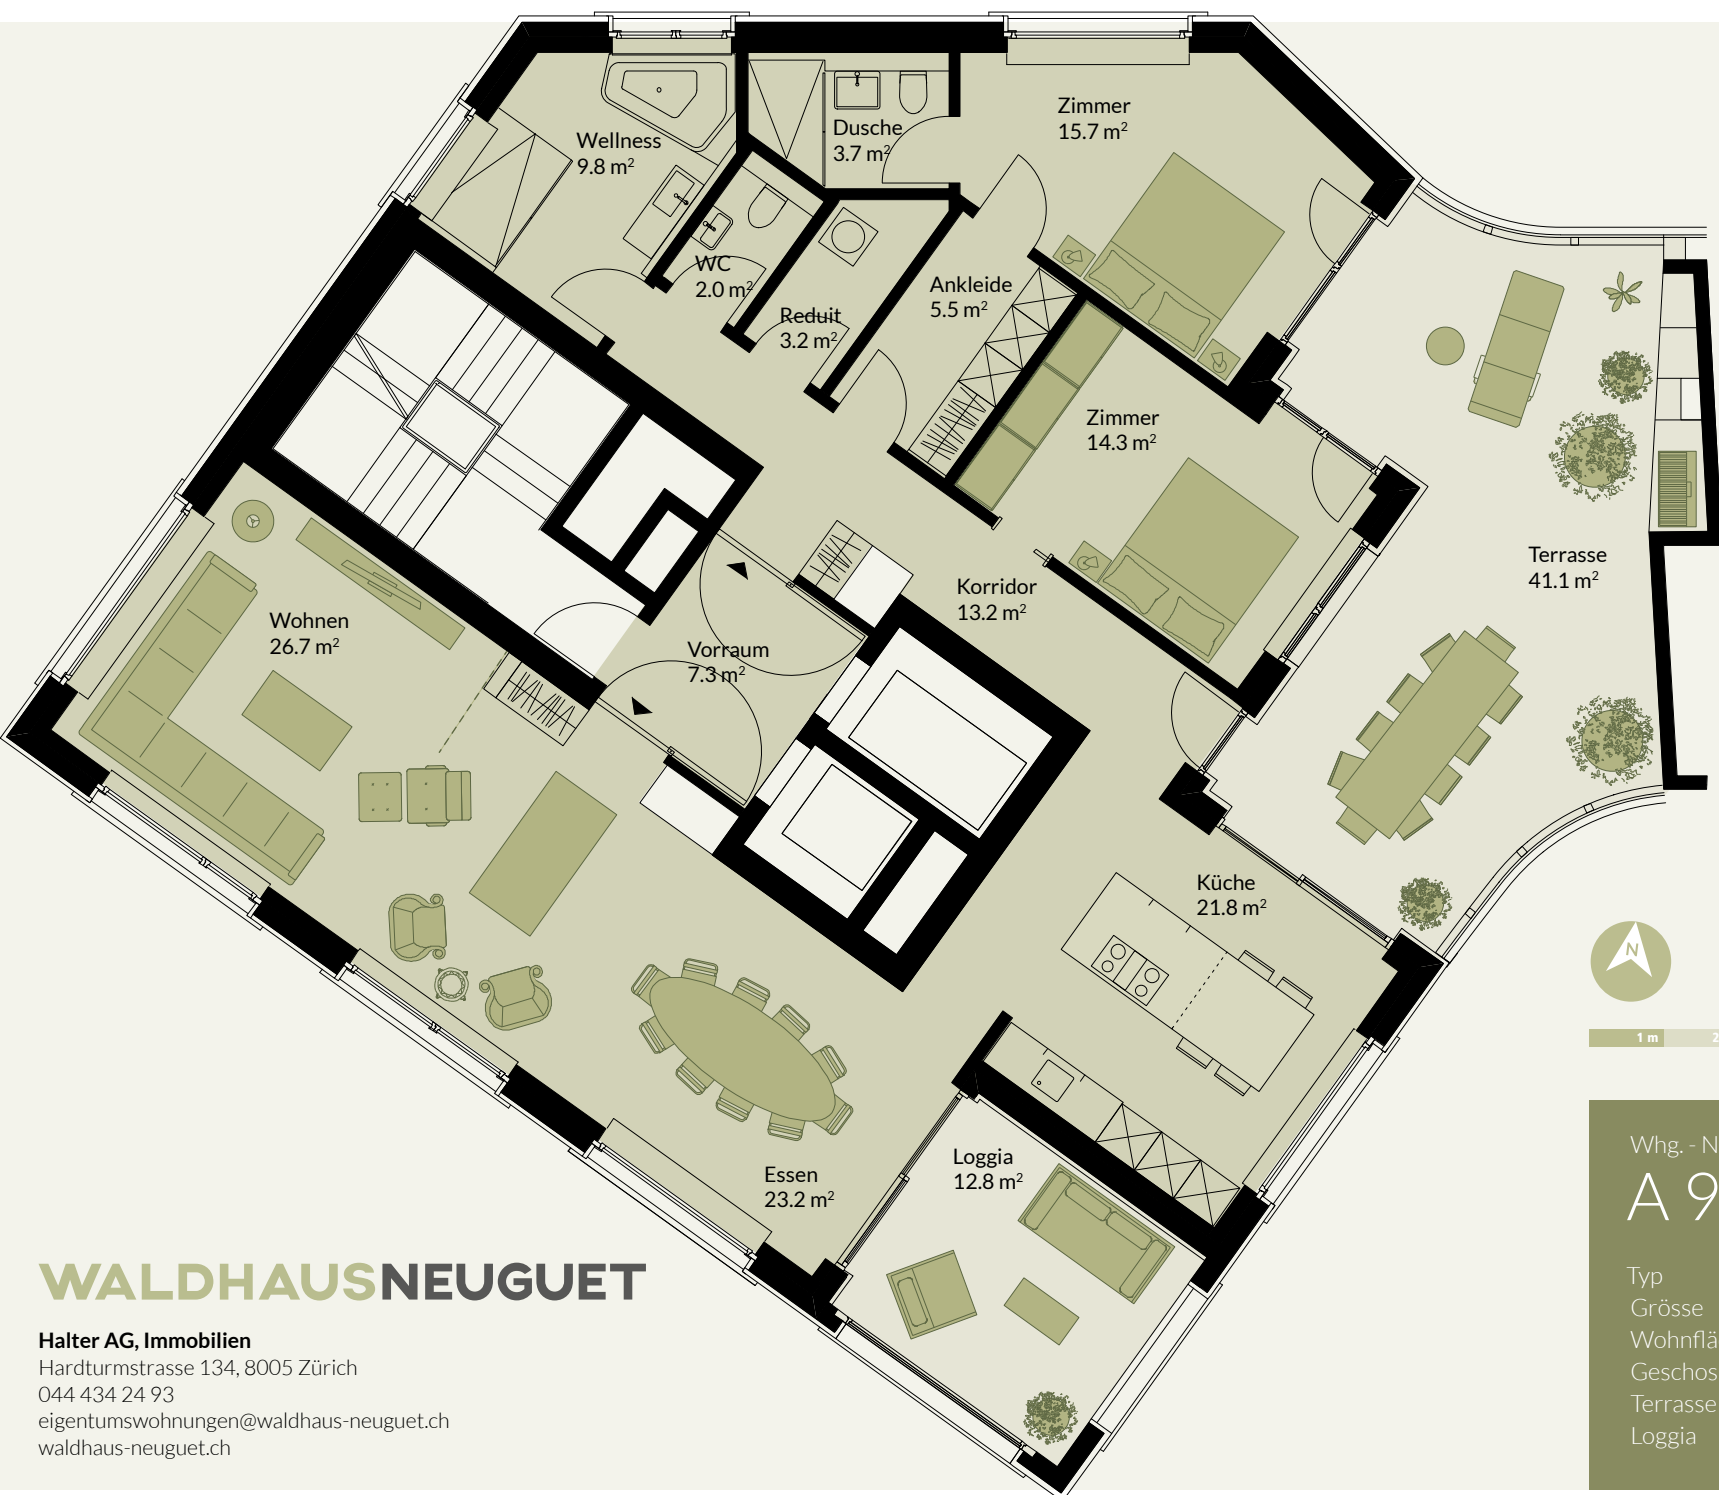 Zimmer
15.7 m²
Dusche
3.7 m²
Wellness
9.8 m²
WC
2.0 m²
Ankleide
5.5 m²
Reduit
3.2 m²
Zimmer
14.3 m²
Terrasse
41.1 m²
Korridor
13.2 m²
Wohnen
26.7 m²
Vorraum
7.3 m²
Küche
21.8 m²
N
1 m
2
Loggia
12.8 m²
Essen
23.2 m²
WALDHAUSNEUGUET
Halter AG, Immobilien
Hardturmstrasse 134, 8005 Zürich
044 434 24 93
eigentumswohnungen@waldhaus-neuguet.ch
waldhaus-neuguet.ch
Whg. - N
A 9
Typ
Grösse
Wohnflä
Geschos
Terrasse
Loggia